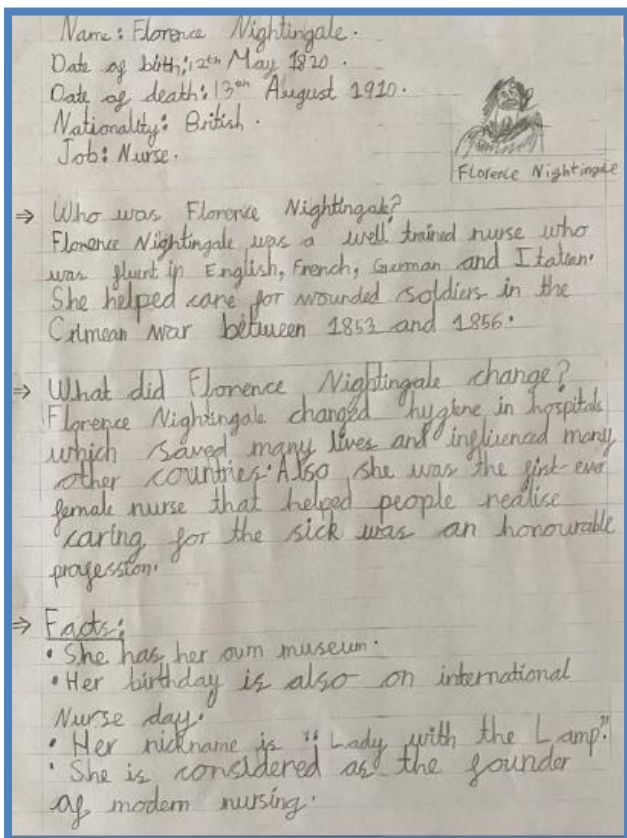 Name: Florence Nightingale.
Date of birth: 12th May 1820.
Date of death: 13th August 1910.
Nationality: British.
Job: Nurse.
Florence Nightingale
⇒ Who was Florence Nightingale?
Florence Nightingale was a well trained nurse who
was fluent in English, French, German and Italian.
She helped care for wounded soldiers in the
Crimean war between 1853 and 1856.
⇒ What did Florence Nightingale change?
Florence Nightingale changed hygiene in hospitals
which saved many lives and influenced many
other countries. Also, she was the first-ever
female nurse that helped people realise
caring for the sick was an honourable
profession.
⇒ Facts:
• She has her own museum.
• Her birthday is also on international
Nurse day.
• Her nickname is "Lady with the Lamp".
• She is considered as the founder
of modern nursing.